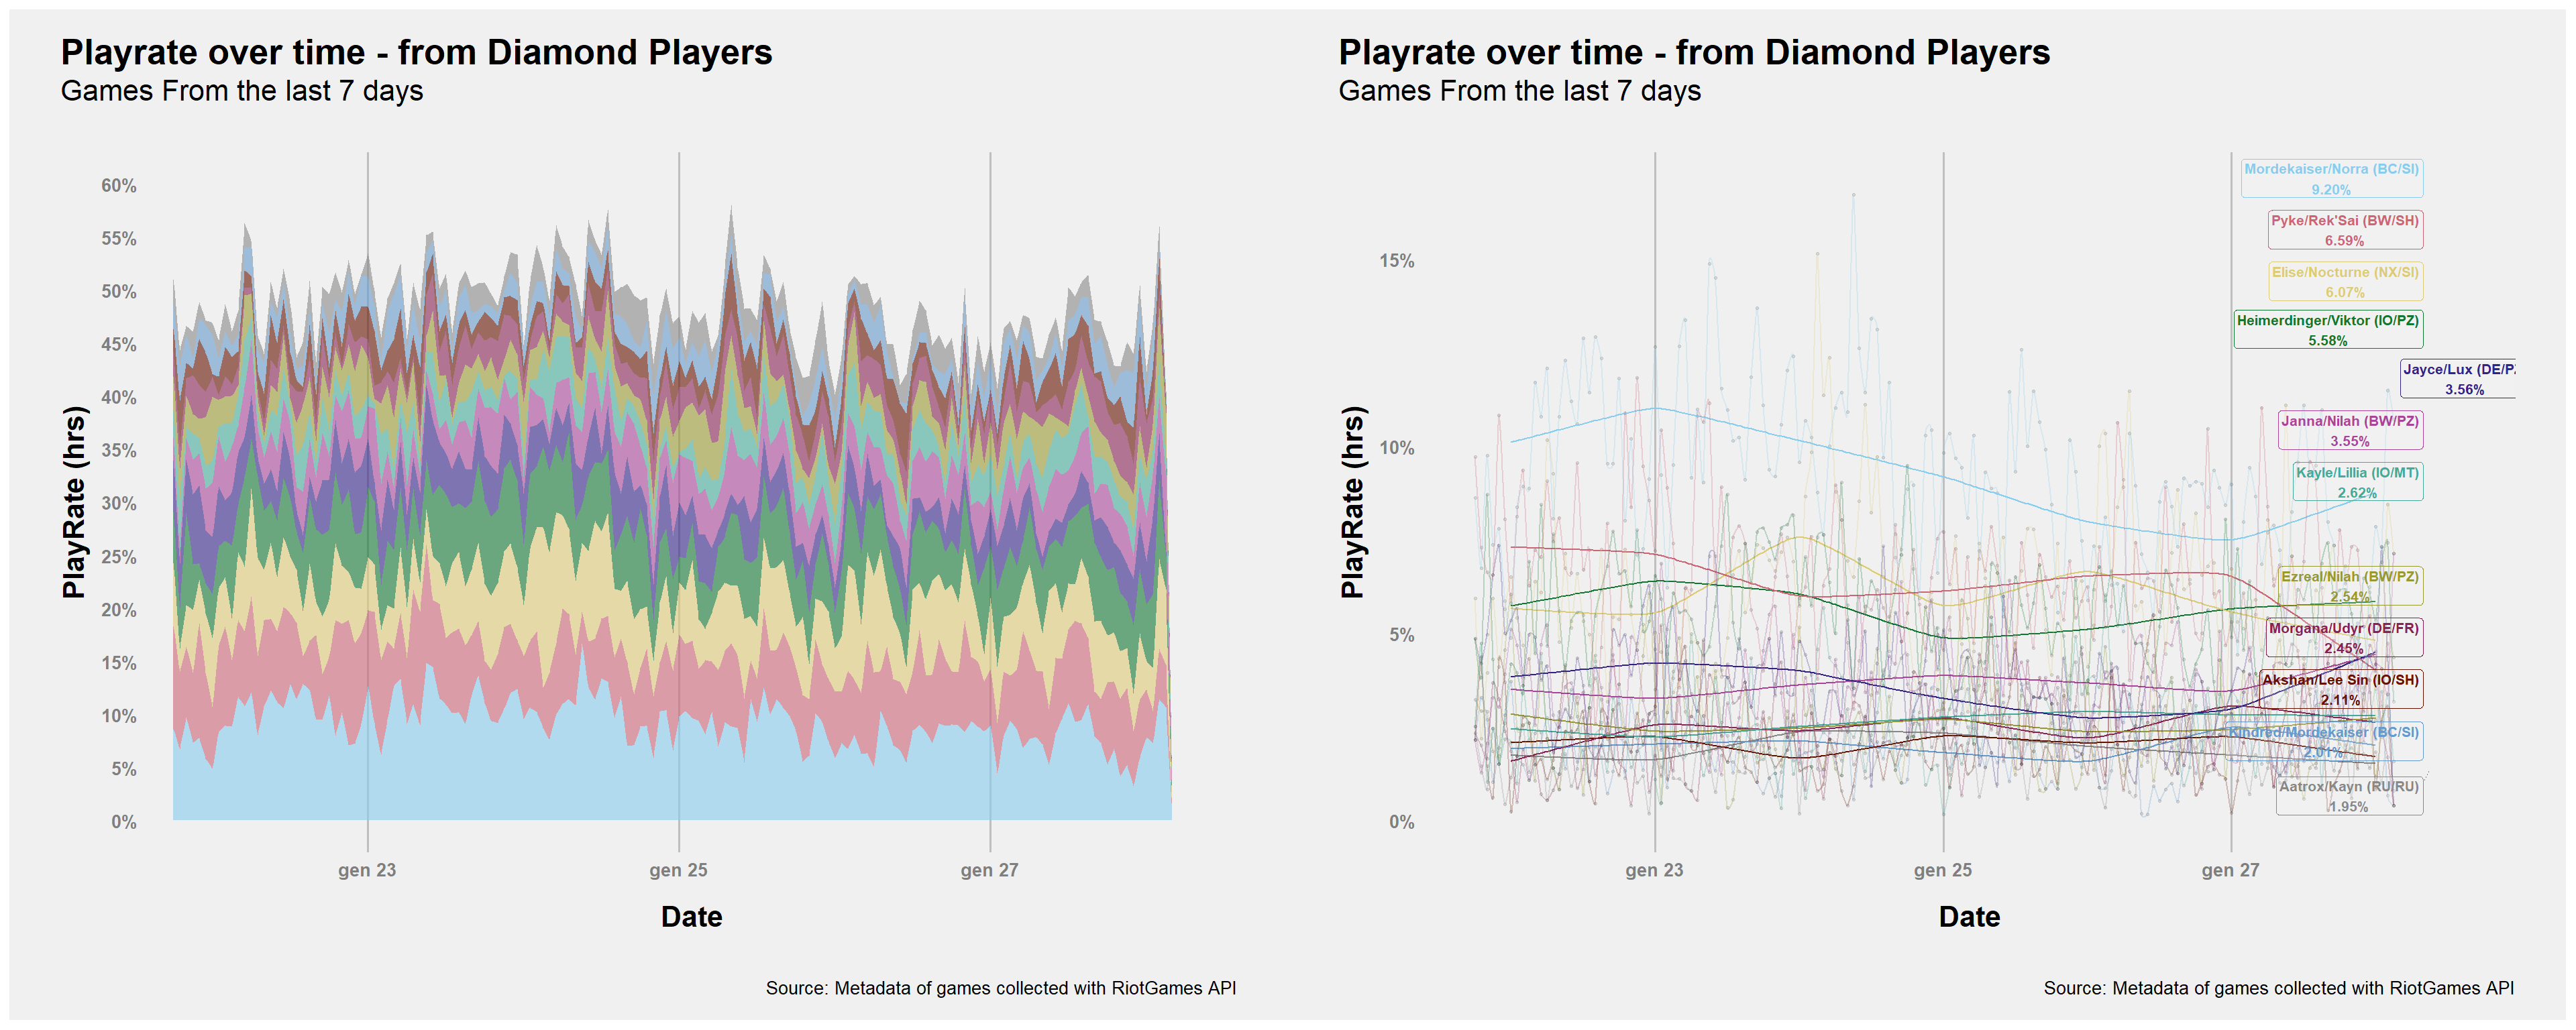 Playrate over time - from Diamond Players
Games From the last 7 days
PlayRate (hrs)
60%
55%
50%
45%
40%
35%
30%
25%
20%
15%
10%
5%
0%
gen 23
gen 25
gen 27
Date
Source: Metadata of games collected with RiotGames API
Playrate over time - from Diamond Players
Games From the last 7 days
PlayRate (hrs)
15%
10%
5%
0%
Mordekaiser/Norra (BC/SI)
9.20%
Pyke/Rek'Sai (BW/SH)
6.59%
Elise/Nocturne (NX/SI)
6.07%
Heimerdinger/Viktor (IO/PZ)
5.58%
Jayce/Lux (DE/PZ
3.56%
Janna/Nilah (BW/PZ)
3.55%
Kayle/Lillia (IO/MT)
2.62%
Ezreal/Nilah (BW/PZ)
2.54%
Morgana/Udyr (DE/FR)
2.45%
Akshan/Lee Sin (IO/SH)
2.11%
Kindred/Mordekaiser (BC/SI)
2.01%
Aatrox/Kayn (RU/RU)
1.95%
gen 23
gen 25
gen 27
Date
Source: Metadata of games collected with RiotGames API